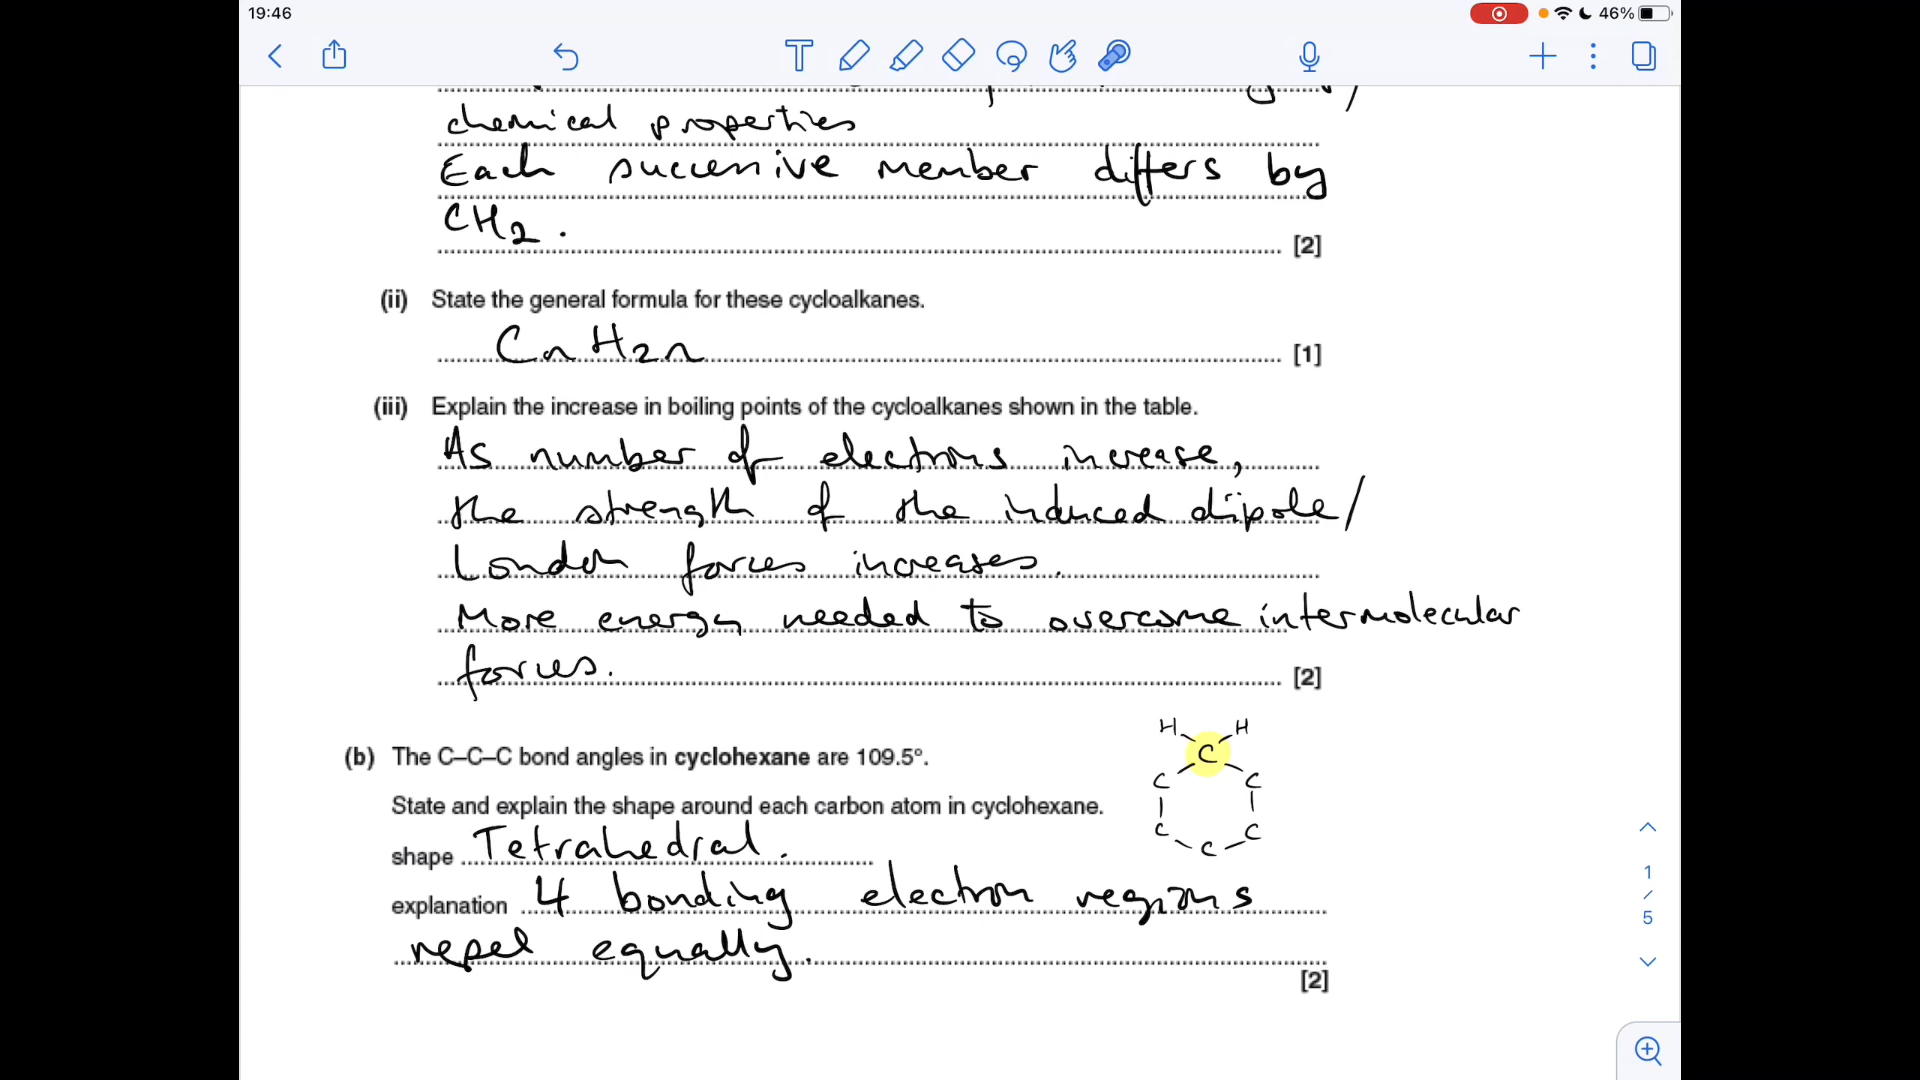 19:46
46%
chemical properties
Each successive member differs by
CH2.
[2]
(ii) State the general formula for these cycloalkanes.
CnH2n
[1]
(iii) Explain the increase in boiling points of the cycloalkanes shown in the table.
As number of electrons increase,
the strength of the induced dipole/
London forces increases.
More energy needed to overcome intermolecular
forces.
[2]
H H
C
(b) The C–C–C bond angles in cyclohexane are 109.5°.
C C
State and explain the shape around each carbon atom in cyclohexane.
C C
C
shape Tetrahedral.
explanation 4 bonding electron regions
repel equally.
[2]
1
/
5